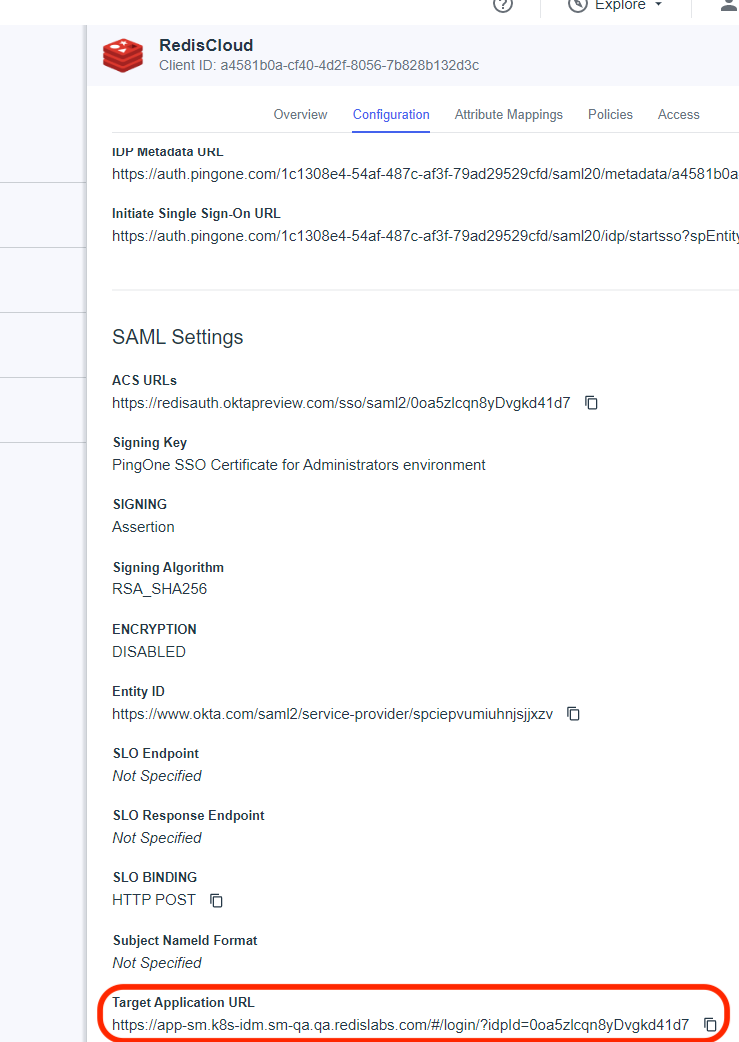 Explore
RedisCloud
Client ID: a4581b0a-cf40-4d2f-8056-7b828b132d3c
Overview
Configuration
Attribute Mappings
Policies
Access
IDP Metadata URL
https://auth.pingone.com/1c1308e4-54af-487c-af3f-79ad29529cfd/saml20/metadata/a4581b0a
Initiate Single Sign-On URL
https://auth.pingone.com/1c1308e4-54af-487c-af3f-79ad29529cfd/saml20/idp/startsso?spEntity
SAML Settings
ACS URLs
https://redisauth.oktapreview.com/sso/saml2/0oa5zlcqn8yDvgkd41d7
Signing Key
PingOne SSO Certificate for Administrators environment
SIGNING
Assertion
Signing Algorithm
RSA_SHA256
ENCRYPTION
DISABLED
Entity ID
https://www.okta.com/saml2/service-provider/spciepvumiuhnjsjjxzv
SLO Endpoint
Not Specified
SLO Response Endpoint
Not Specified
SLO BINDING
HTTP POST
Subject NameId Format
Not Specified
Target Application URL
https://app-sm.k8s-idm.sm-qa.qa.redislabs.com/#/login/?idpId=0oa5zlcqn8yDvgkd41d7